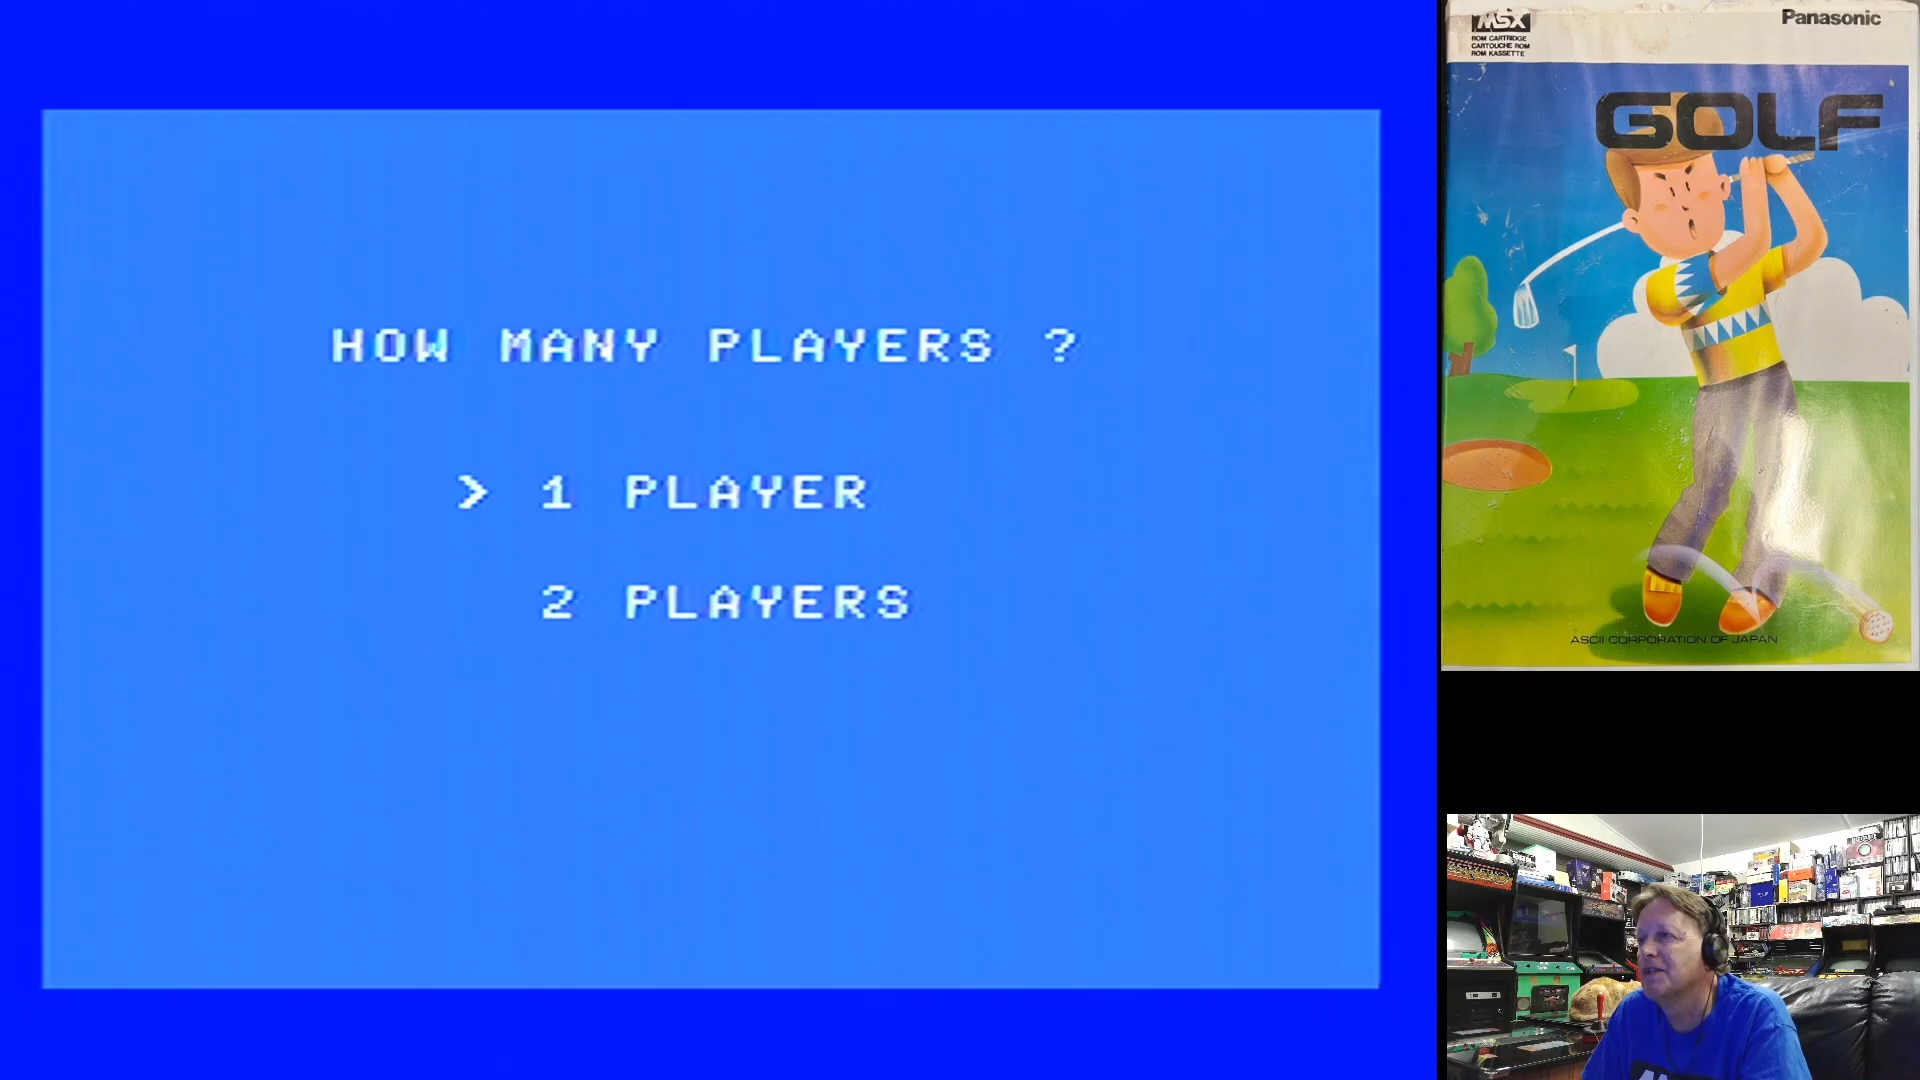 HOW MANY PLAYERS ?
> 1 PLAYER
2 PLAYERS
MSX
ROM CARTRIDGE
CARTOUCHE ROM
ROM KASSETTE
Panasonic
GOLF
ASCII CORPORATION OF JAPAN